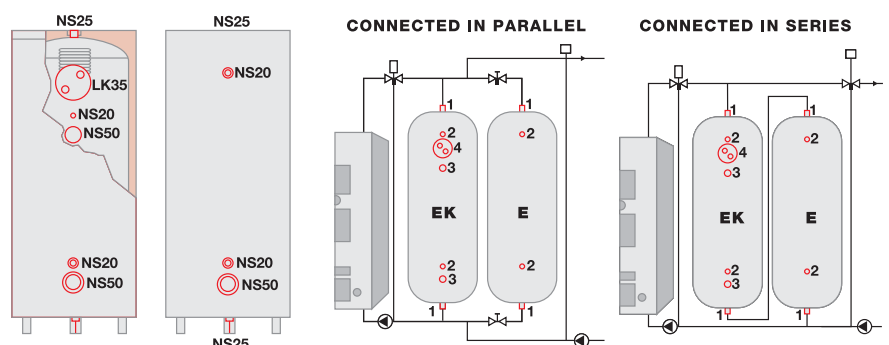 NS25
LK35
NS20
NS50
NS20
NS50
NS25
NS20
NS20
NS50
NS25
CONNECTED IN PARALLEL
1 1
2 2
4
3
EK E
2 2
3
1 1
CONNECTED IN SERIES
1 1
2 2
4
3
EK E
2 2
3
1 1